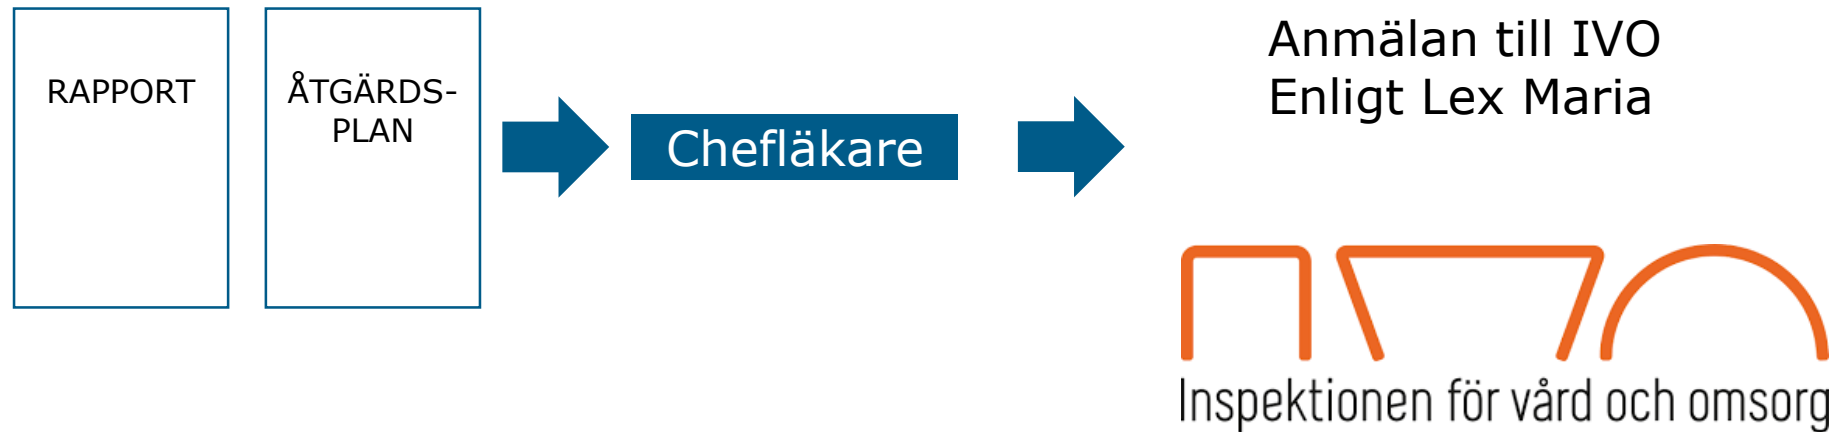 RAPPORT
ÅTGÄRDS-
PLAN
Chefläkare
Anmälan till IVO
Enligt Lex Maria
Inspektionen för vård och omsorg